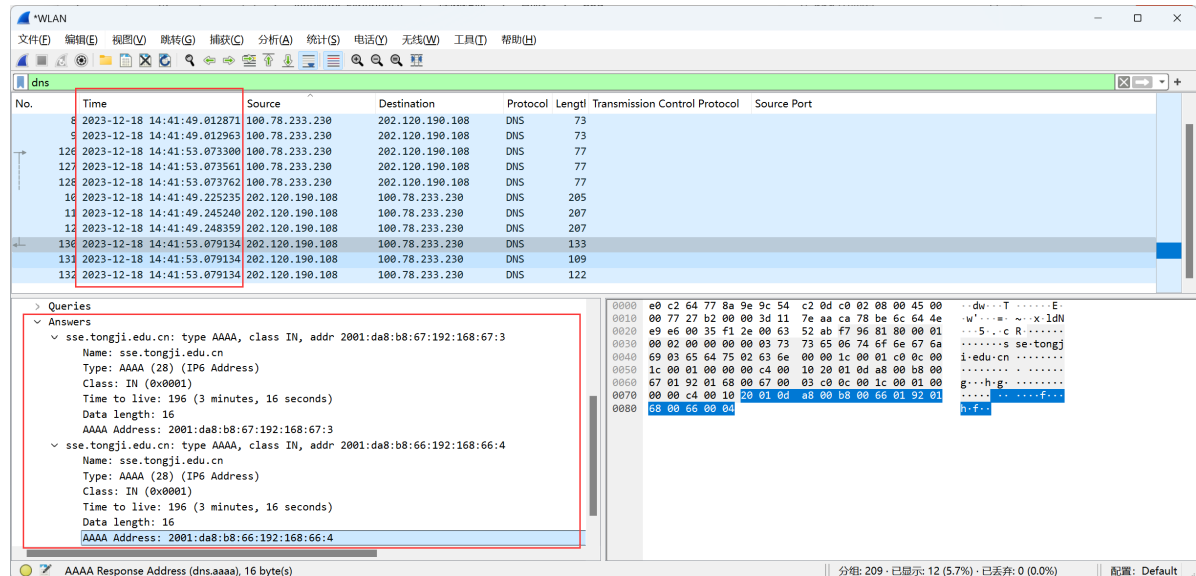 *WLAN
文件(F) 编辑(E) 视图(V) 跳转(G) 捕获(C) 分析(A) 统计(S) 电话(Y) 无线(W) 工具(T) 帮助(H)
dns
No. Time Source Destination Protocol Lengtl Transmission Control Protocol Source Port
8 2023-12-18 14:41:49.012871 100.78.233.230 202.120.190.108 DNS 73
9 2023-12-18 14:41:49.012963 100.78.233.230 202.120.190.108 DNS 73
126 2023-12-18 14:41:53.073300 100.78.233.230 202.120.190.108 DNS 77
127 2023-12-18 14:41:53.073561 100.78.233.230 202.120.190.108 DNS 77
128 2023-12-18 14:41:53.073762 100.78.233.230 202.120.190.108 DNS 77
10 2023-12-18 14:41:49.225235 202.120.190.108 100.78.233.230 DNS 205
11 2023-12-18 14:41:49.245240 202.120.190.108 100.78.233.230 DNS 207
12 2023-12-18 14:41:49.248359 202.120.190.108 100.78.233.230 DNS 207
130 2023-12-18 14:41:53.079134 202.120.190.108 100.78.233.230 DNS 133
131 2023-12-18 14:41:53.079134 202.120.190.108 100.78.233.230 DNS 109
132 2023-12-18 14:41:53.079134 202.120.190.108 100.78.233.230 DNS 122
Queries
Answers
sse.tongji.edu.cn: type AAAA, class IN, addr 2001:da8:b8:67:192:168:67:3
Name: sse.tongji.edu.cn
Type: AAAA (28) (IP6 Address)
Class: IN (0x0001)
Time to live: 196 (3 minutes, 16 seconds)
Data length: 16
AAAA Address: 2001:da8:b8:67:192:168:67:3
sse.tongji.edu.cn: type AAAA, class IN, addr 2001:da8:b8:66:192:168:66:4
Name: sse.tongji.edu.cn
Type: AAAA (28) (IP6 Address)
Class: IN (0x0001)
Time to live: 196 (3 minutes, 16 seconds)
Data length: 16
AAAA Address: 2001:da8:b8:66:192:168:66:4
0000 e0 c2 64 77 8a 9e 9c 54 c2 0d c0 02 08 00 45 00 ··dw···T ······E·
0010 00 77 27 b2 00 00 3d 11 7e aa ca 78 be 6c 64 4e ·w'···=· ~··x·ldN
0020 e9 e6 00 35 f1 2e 00 63 52 ab f7 96 81 80 00 01 ···5·.·c R·······
0030 00 02 00 00 00 00 03 73 73 65 06 74 6f 6e 67 6a ·······s se·tongj
0040 69 03 65 64 75 02 63 6e 00 00 1c 00 01 c0 0c 00 i·edu·cn ········
0050 1c 00 01 00 00 00 c4 00 10 20 01 0d a8 00 b8 00 ········ ········
0060 67 01 92 01 68 00 67 00 03 c0 0c 00 1c 00 01 00 g···h·g· ········
0070 00 00 c4 00 10 20 01 0d a8 00 b8 00 66 01 92 01 ········ ····f···
0080 68 00 66 00 04 h·f··
AAAA Response Address (dns.aaaa), 16 byte(s) 分组: 209 · 已显示: 12 (5.7%) · 已丢弃: 0 (0.0%) 配置: Default